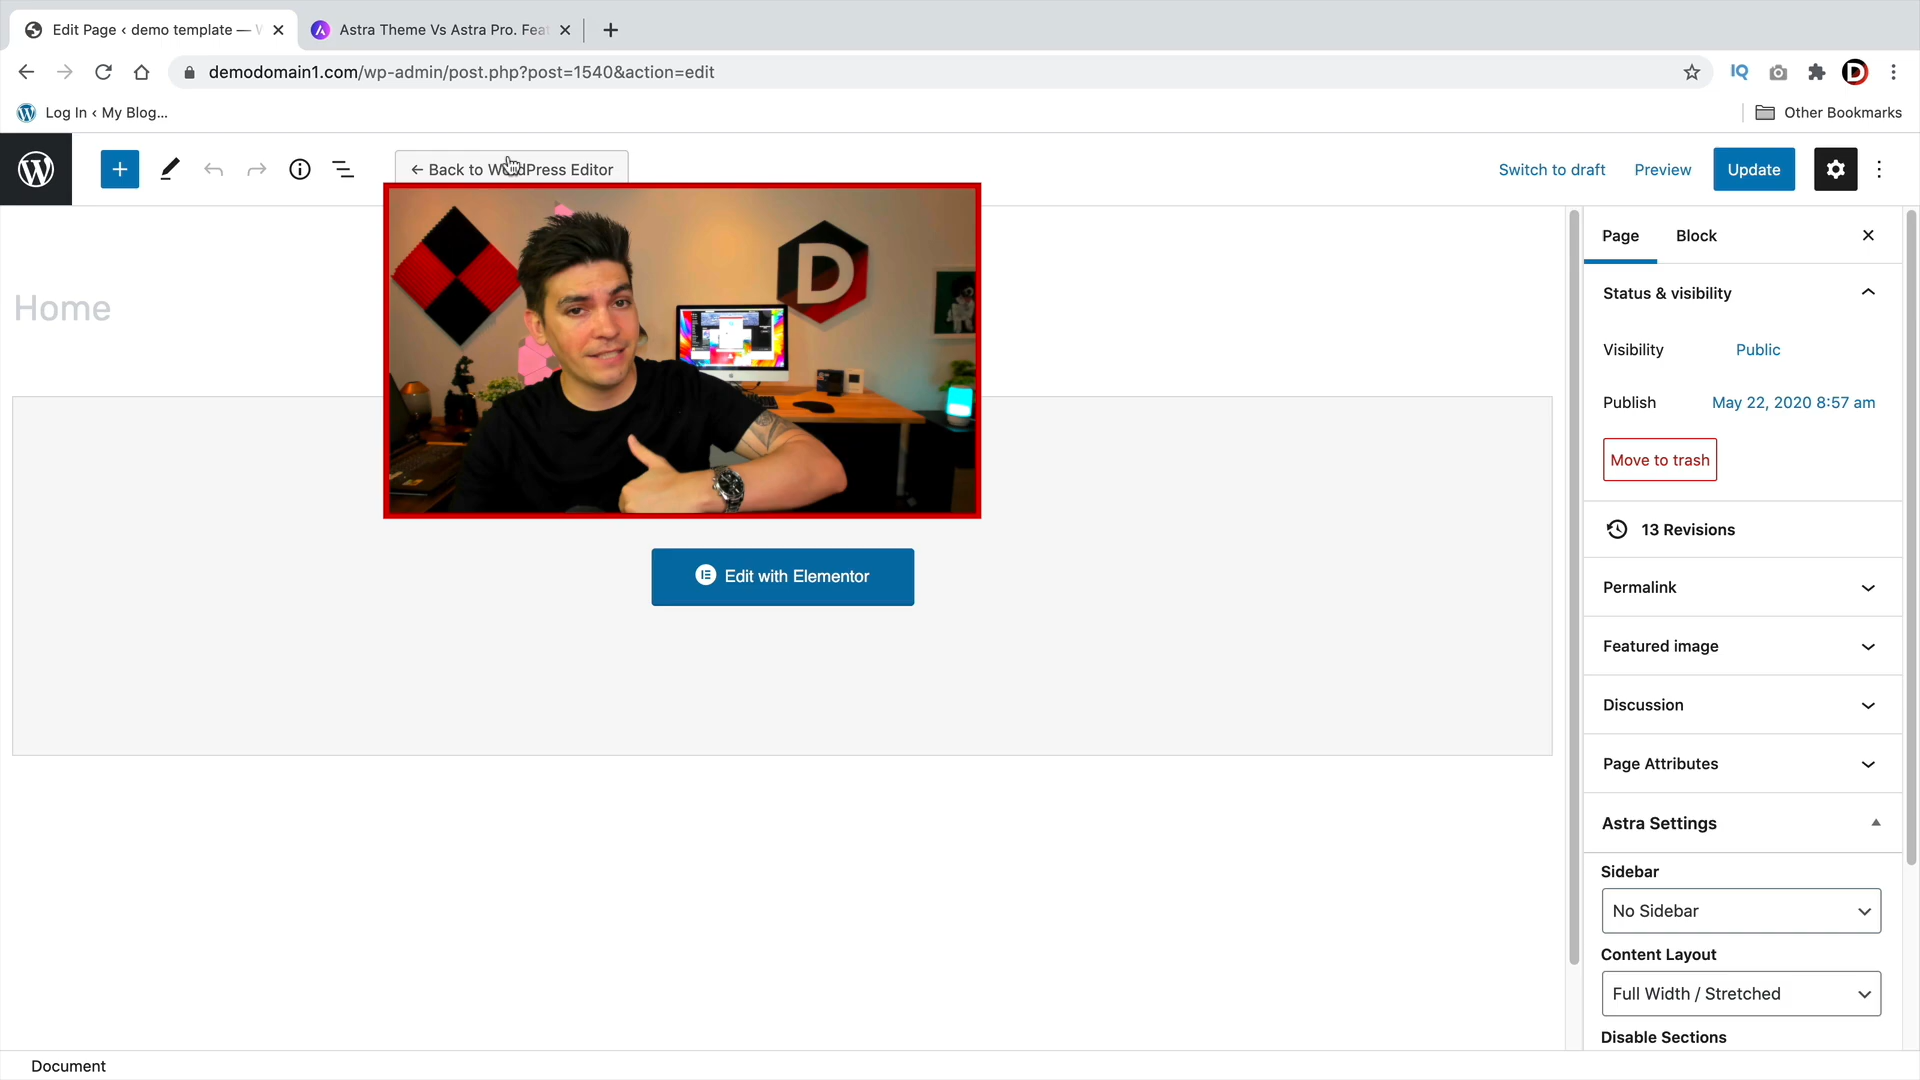 Edit Page ‹ demo template — W
Astra Theme Vs Astra Pro. Feat
demodomain1.com/wp-admin/post.php?post=1540&action=edit
IQ
D
Log In ‹ My Blog...
Other Bookmarks
← Back to WordPress Editor
Switch to draft
Preview
Update
Page
Block
Home
D
Status & visibility
Visibility
Public
Publish
May 22, 2020 8:57 am
Move to trash
13 Revisions
Edit with Elementor
Permalink
Featured image
Discussion
Page Attributes
Astra Settings
Sidebar
No Sidebar
Content Layout
Full Width / Stretched
Disable Sections
Document